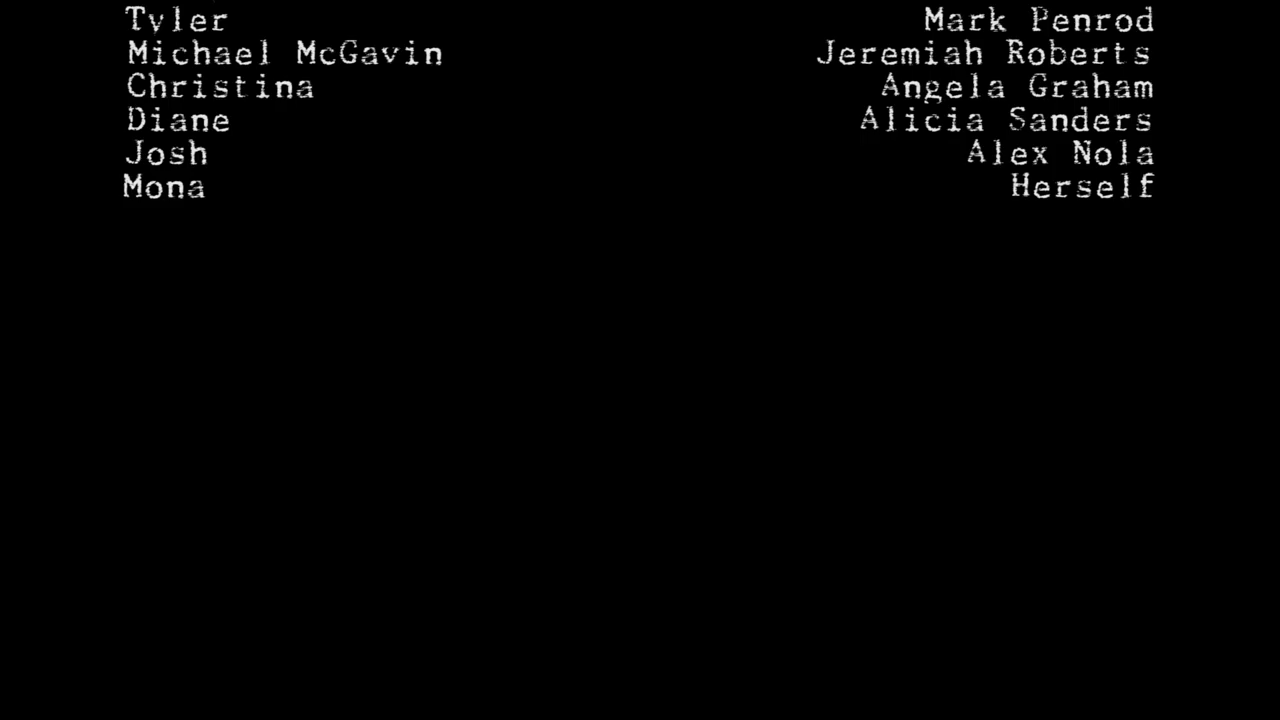 Tyler Mark Penrod
Michael McGavin Jeremiah Roberts
Christina Angela Graham
Diane Alicia Sanders
Josh Alex Nola
Mona Herself